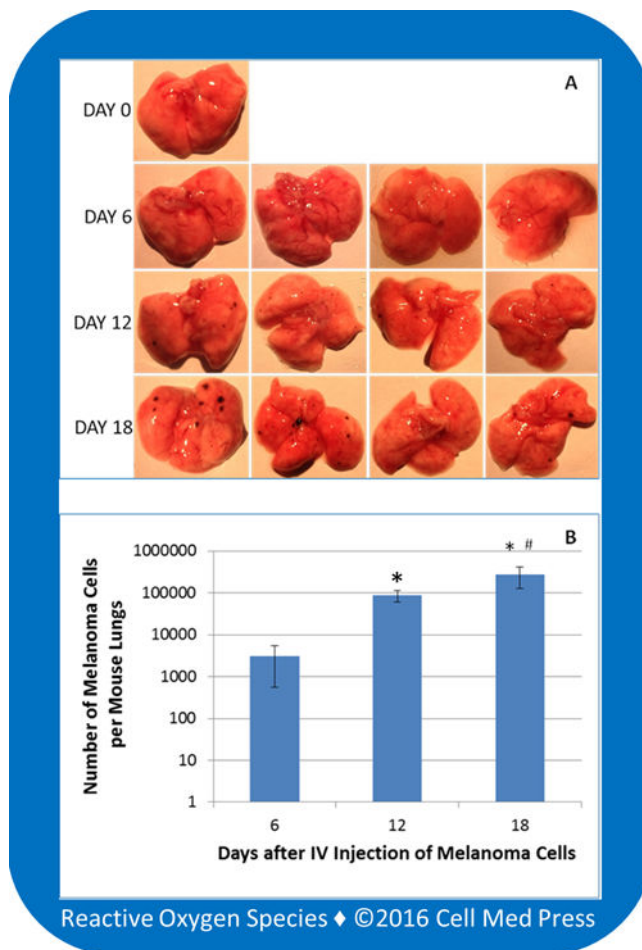 A
DAY 0
DAY 6
DAY 12
DAY 18
B
Number of Melanoma Cells
per Mouse Lungs
1000000
100000
10000
1000
100
10
1
*
* #
6
12
18
Days after IV Injection of Melanoma Cells
Reactive Oxygen Species ♦ ©2016 Cell Med Press